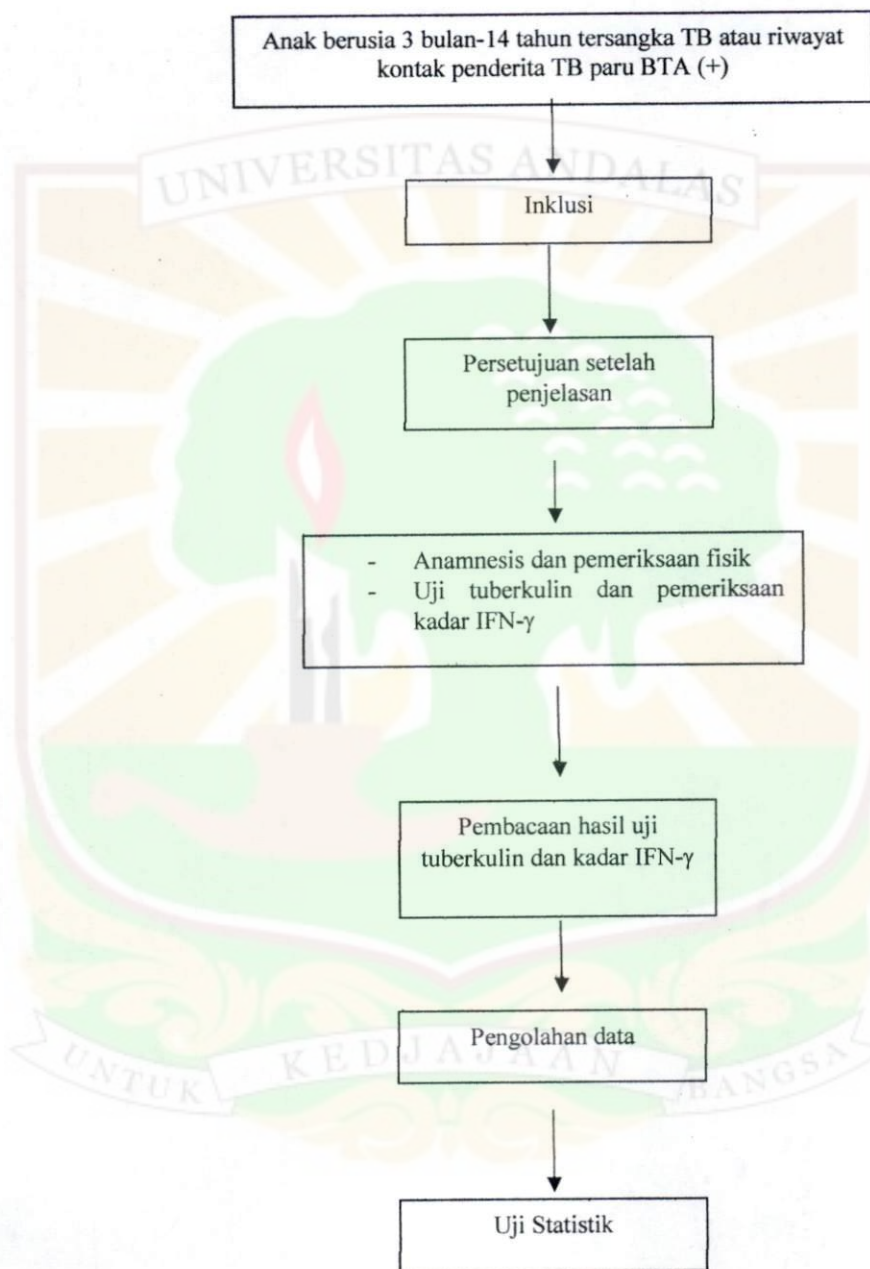 Anak berusia 3 bulan-14 tahun tersangka TB atau riwayat
kontak penderita TB paru BTA (+)
UNIVERSITAS ANDALAS
Inklusi
Persetujuan setelah
penjelasan
- Anamnesis dan pemeriksaan fisik
- Uji tuberkulin dan pemeriksaan
kadar IFN-γ
Pembacaan hasil uji
tuberkulin dan kadar IFN-γ
Pengolahan data
UNTUK KEDJAJAAN BANGSA
Uji Statistik